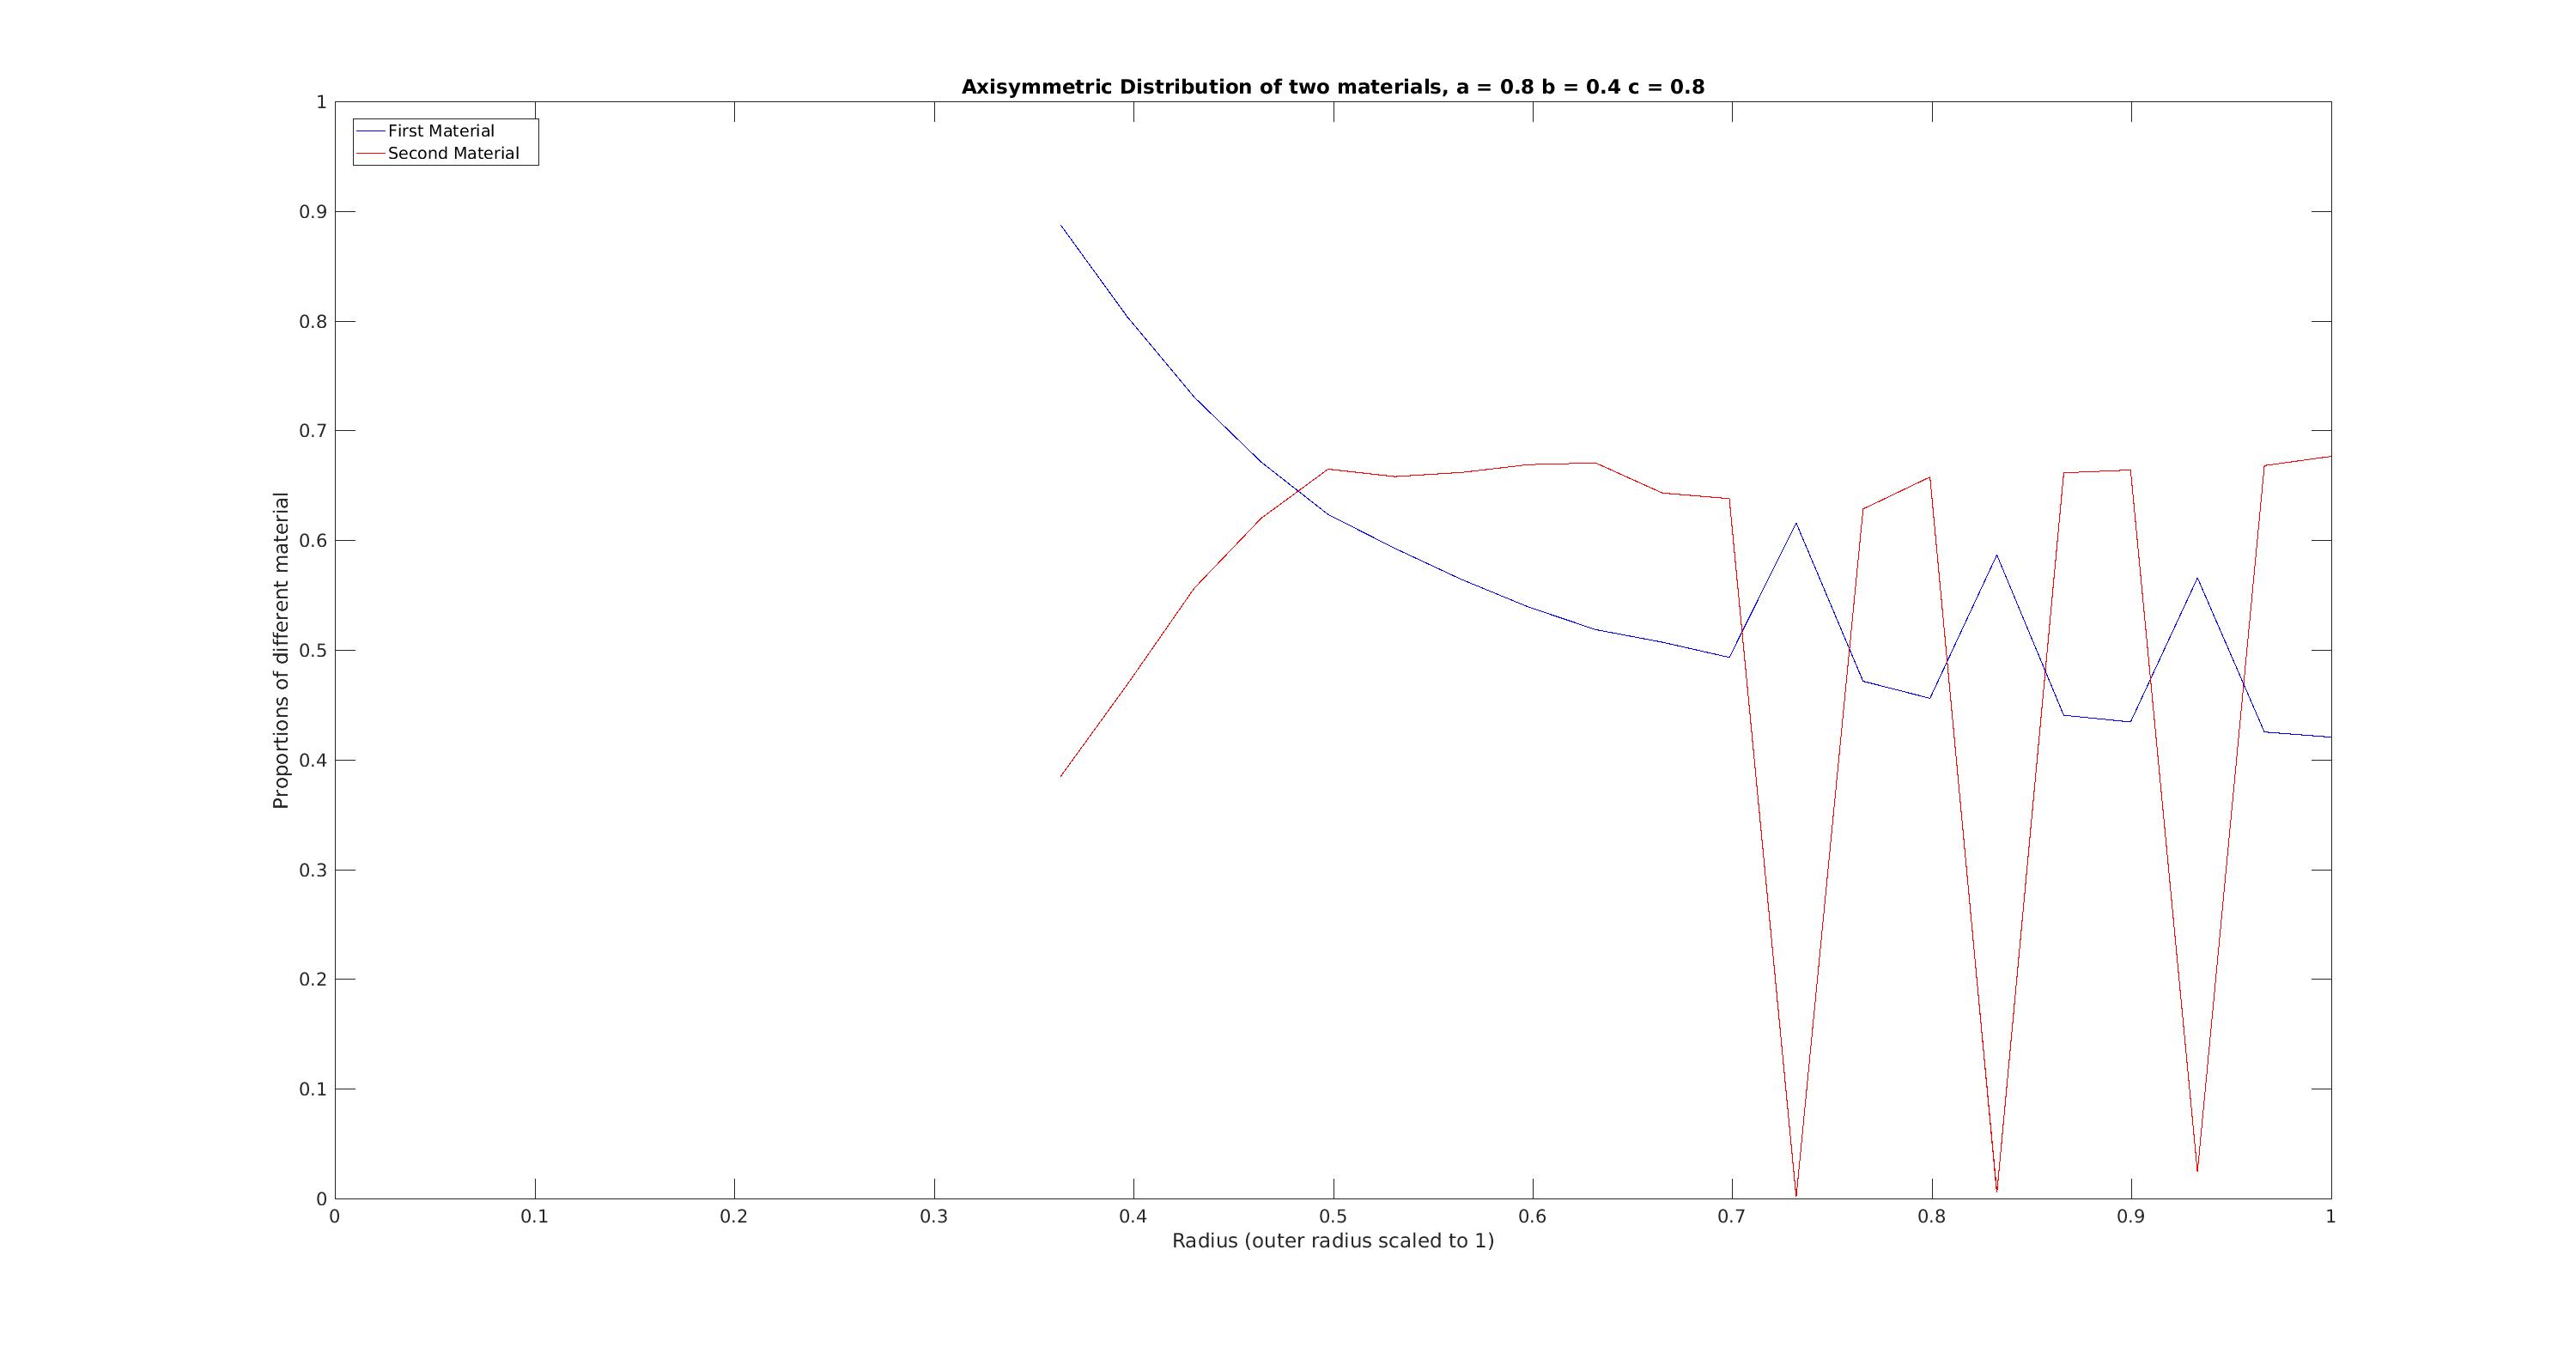 Axisymmetric Distribution of two materials, a = 0.8 b = 0.4 c = 0.8
First Material
Second Material
1
0.9
0.8
0.7
0.6
0.5
0.4
0.3
0.2
0.1
0
Proportions of different material
0 0.1 0.2 0.3 0.4 0.5 0.6 0.7 0.8 0.9 1
Radius (outer radius scaled to 1)